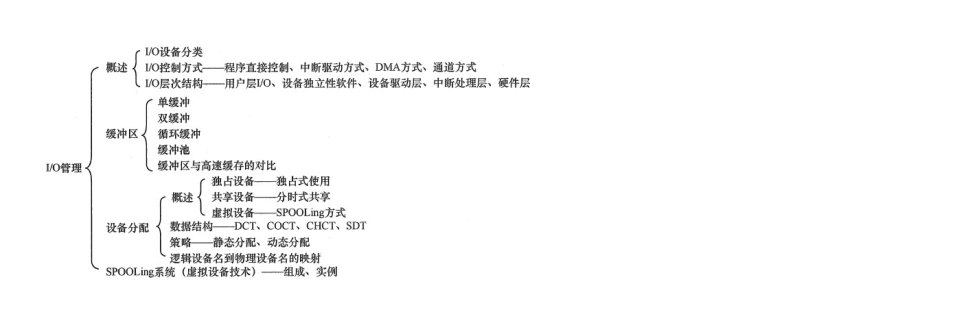 I/O设备分类
概述
I/O控制方式——程序直接控制、中断驱动方式、DMA方式、通道方式
I/O层次结构——用户层I/O、设备独立性软件、设备驱动层、中断处理层、硬件层
单缓冲
双缓冲
缓冲区
循环缓冲
缓冲池
I/O管理
缓冲区与高速缓存的对比
独占设备——独占式使用
概述
共享设备——分时式共享
虚拟设备——SPOOLing方式
设备分配
数据结构——DCT、COCT、CHCT、SDT
策略——静态分配、动态分配
逻辑设备名到物理设备名的映射
SPOOLing系统（虚拟设备技术）——组成、实例